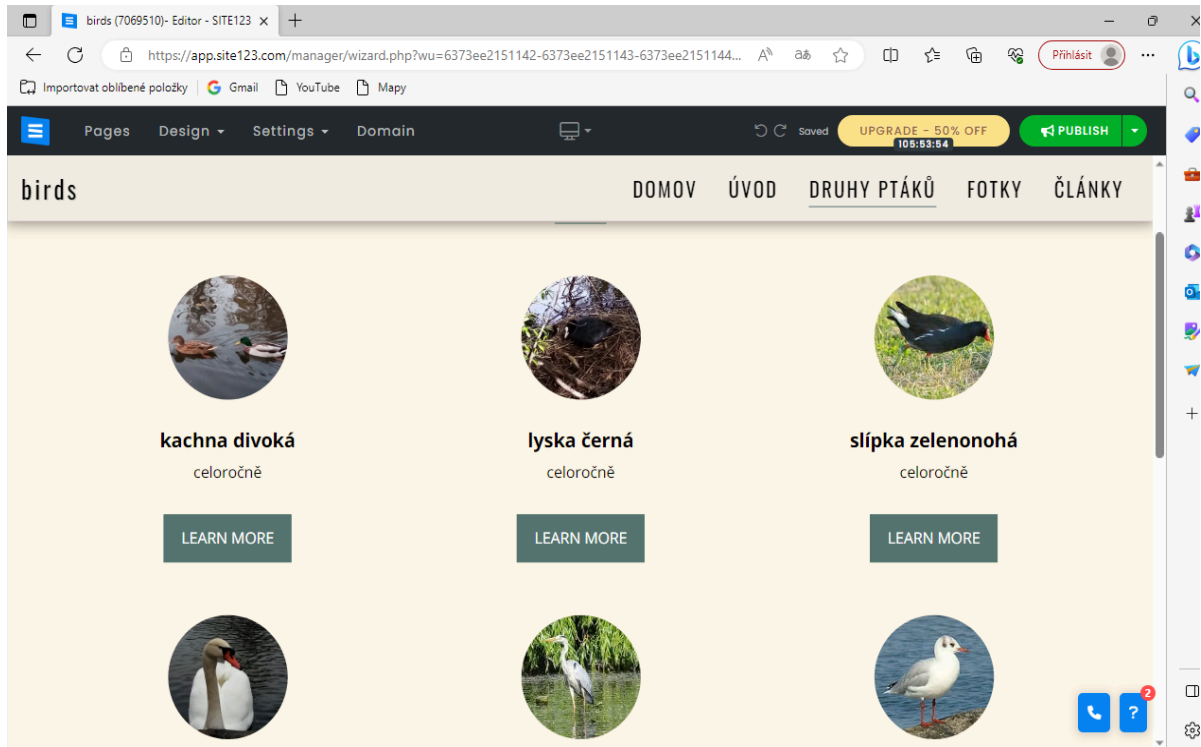 birds (7069510)- Editor - SITE123
https://app.site123.com/manager/wizard.php?wu=6373ee2151142-6373ee2151143-6373ee2151144...
Přihlásit
Importovat oblíbené položky
Gmail
YouTube
Mapy
Pages
Design
Settings
Domain
Saved
UPGRADE - 50% OFF
105:53:54
PUBLISH
birds
DOMOV
ÚVOD
DRUHY PTÁKŮ
FOTKY
ČLÁNKY
kachna divoká
lyska černá
slípka zelenonohá
celoročně
celoročně
celoročně
LEARN MORE
LEARN MORE
LEARN MORE
2
?